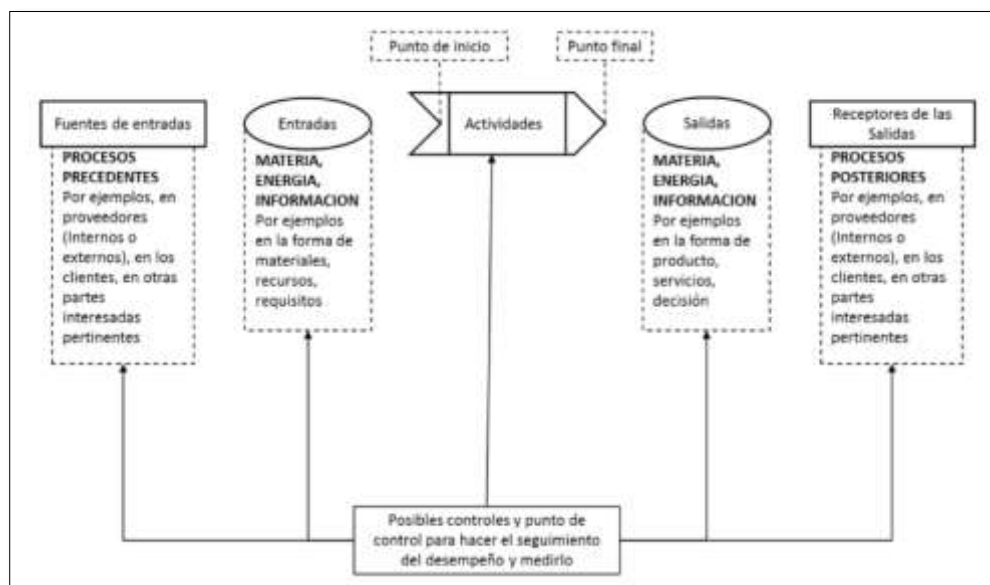 Punto de inicio
Punto final
Fuentes de entradas
PROCESOS
PRECEDENTES
Por ejemplos, en
proveedores
(Internos o
externos), en los
clientes, en otras
partes
interesadas
pertinentes
Entradas
MATERIA,
ENERGIA,
INFORMACION
Por ejemplos
en la forma de
materiales,
recursos,
requisitos
Actividades
Salidas
MATERIA,
ENERGIA,
INFORMACION
Por ejemplos
en la forma de
producto,
servicios,
decisión
Receptores de las
Salidas
PROCESOS
POSTERIORES
Por ejemplos, en
proveedores
(Internos o
externos), en los
clientes, en otras
partes
interesadas
pertinentes
Posibles controles y punto de
control para hacer el seguimiento
del desempeño y medirlo